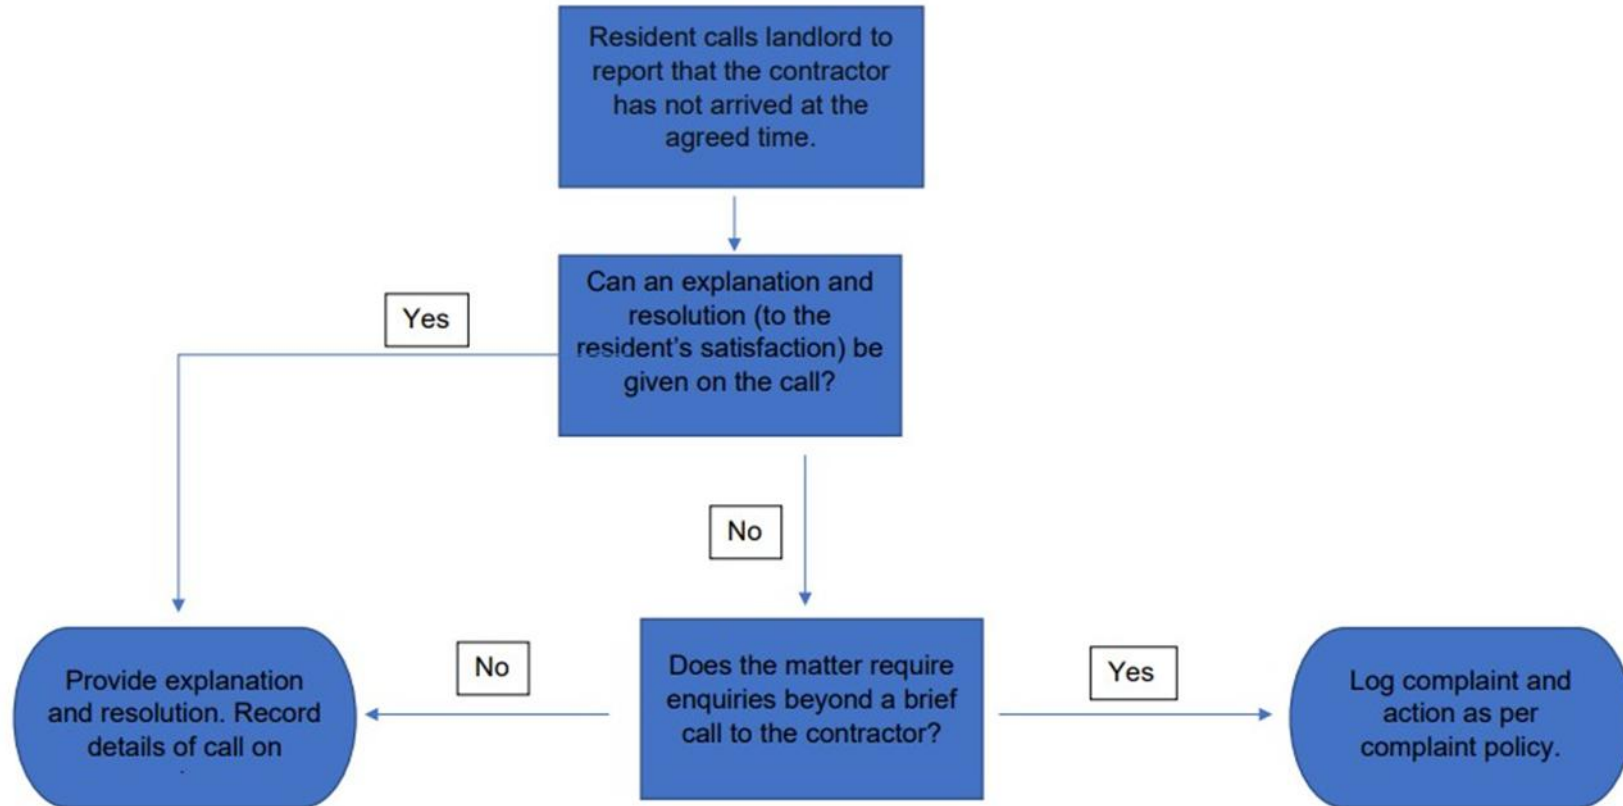 Resident calls landlord to
report that the contractor
has not arrived at the
agreed time.
Can an explanation and
resolution (to the
resident's satisfaction) be
given on the call?
Yes
No
Does the matter require
enquiries beyond a brief
call to the contractor?
No
Yes
Provide explanation
and resolution. Record
details of call on
Log complaint and
action as per
complaint policy.